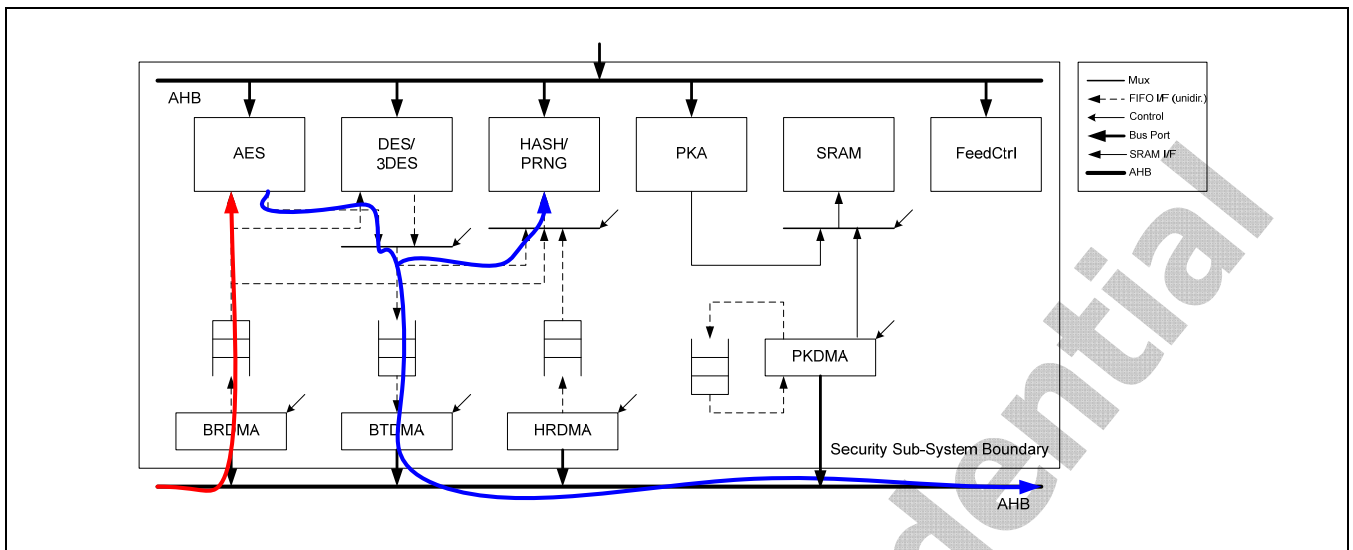 AHB
AES
DES/
3DES
HASH/
PRNG
PKA
SRAM
FeedCtrl
Mux
FIFO I/F (unidir.)
Control
Bus Port
SRAM I/F
AHB
PKDMA
BRDMA
BTDMA
HRDMA
Security Sub-System Boundary
AHB
dential